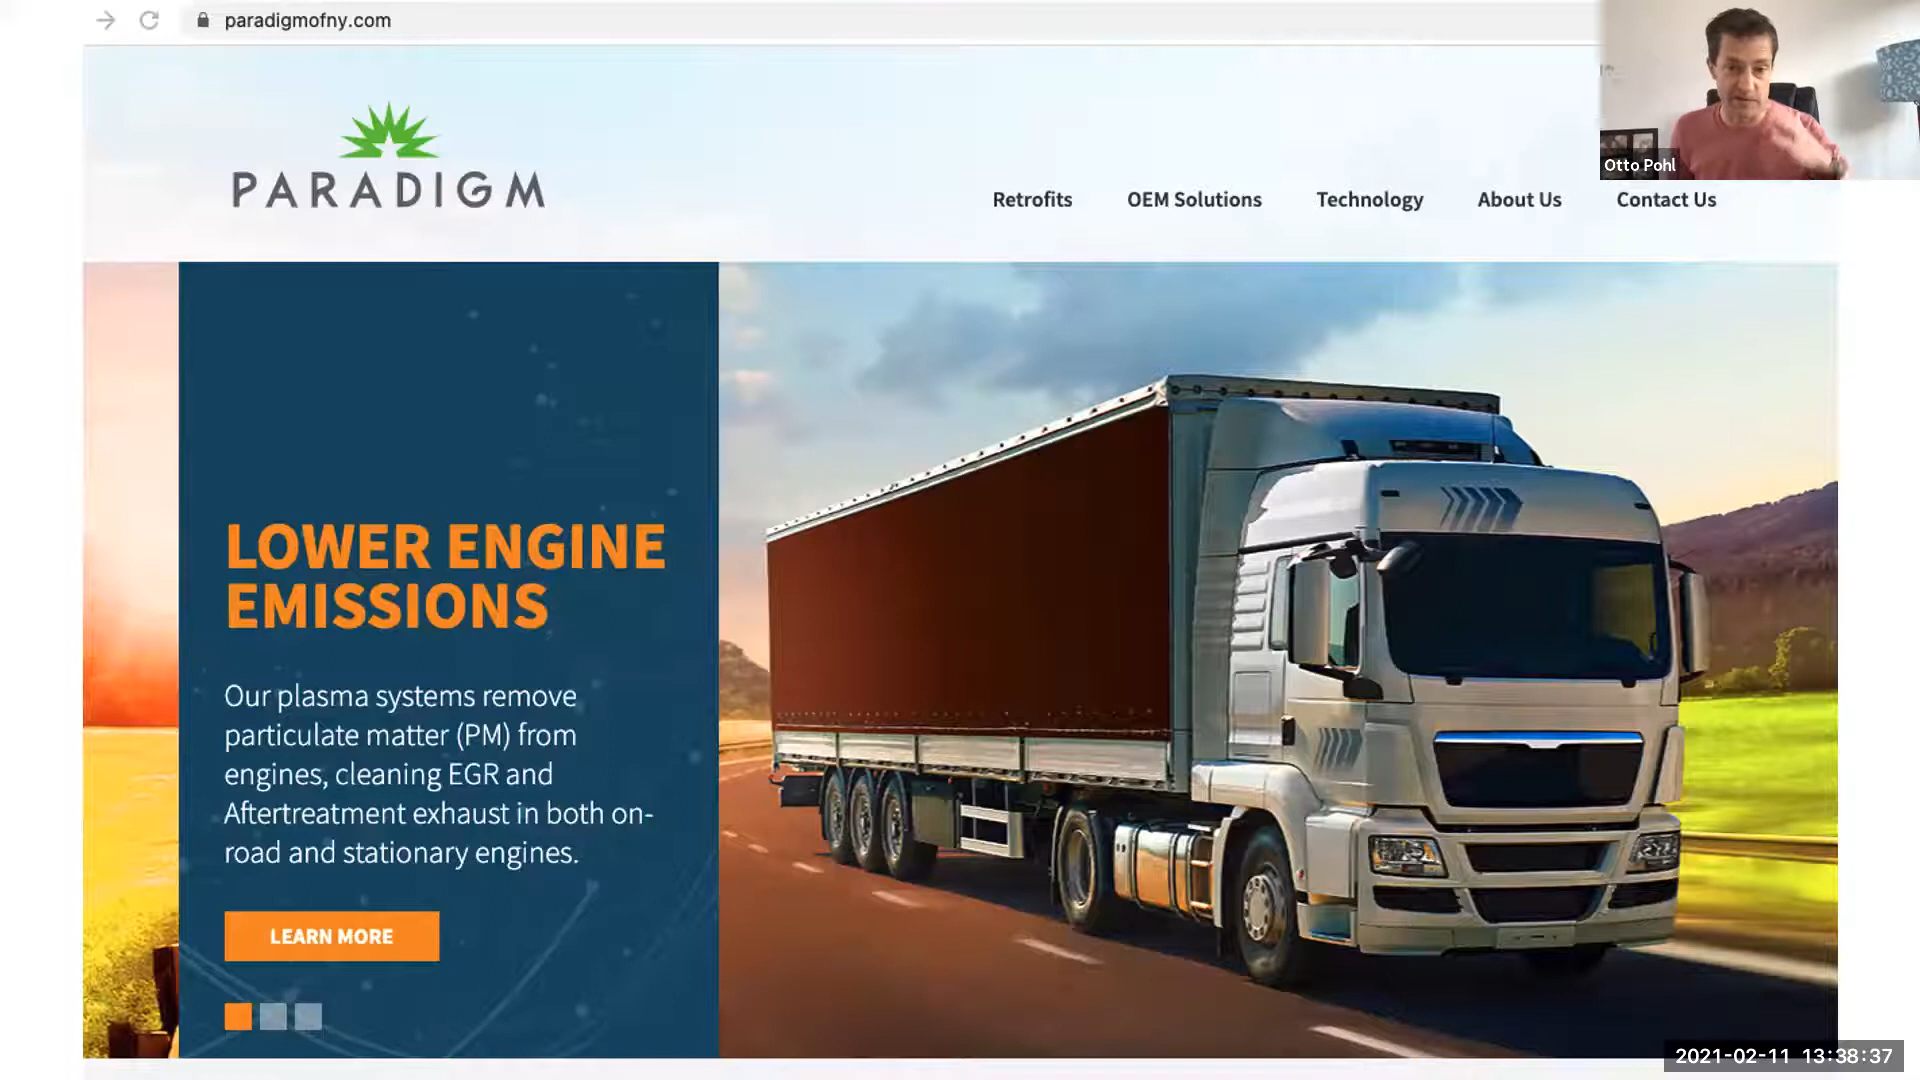 paradigmofny.com
PARADIGM
Retrofits
OEM Solutions
Technology
About Us
Contact Us
Otto Pohl
LOWER ENGINE
EMISSIONS
Our plasma systems remove
particulate matter (PM) from
engines, cleaning EGR and
Aftertreatment exhaust in both on-
road and stationary engines.
LEARN MORE
2021-02-11 13:38:37